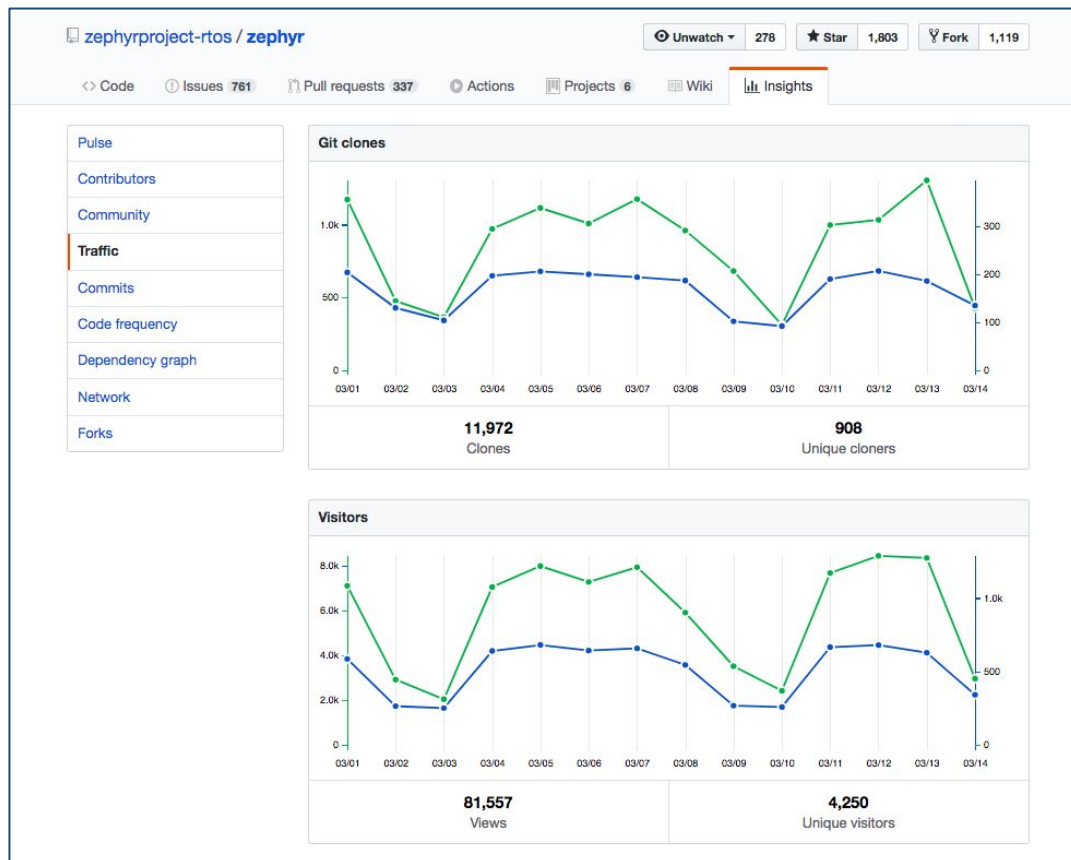 zephyrproject-rtos / zephyr
Unwatch 278 Star 1,803 Fork 1,119
Code Issues 761 Pull requests 337 Actions Projects 6 Wiki Insights
Pulse
Contributors
Community
Traffic
Commits
Code frequency
Dependency graph
Network
Forks
Git clones
1.0k
500
0
300
200
100
0
03/01 03/02 03/03 03/04 03/05 03/06 03/07 03/08 03/09 03/10 03/11 03/12 03/13 03/14
11,972 908
Clones Unique cloners
Visitors
8.0k
6.0k
4.0k
2.0k
0
1.0k
500
0
03/01 03/02 03/03 03/04 03/05 03/06 03/07 03/08 03/09 03/10 03/11 03/12 03/13 03/14
81,557 4,250
Views Unique visitors